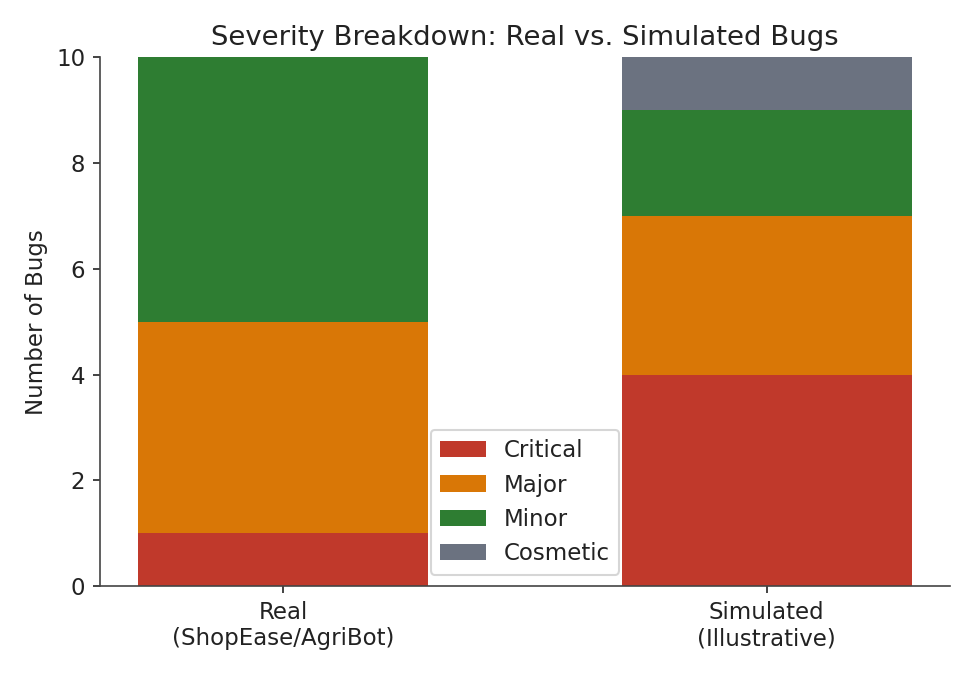 Severity Breakdown: Real vs. Simulated Bugs
Number of Bugs
10
8
6
4
2
0
Critical
Major
Minor
Cosmetic
Real
(ShopEase/AgriBot)
Simulated
(Illustrative)